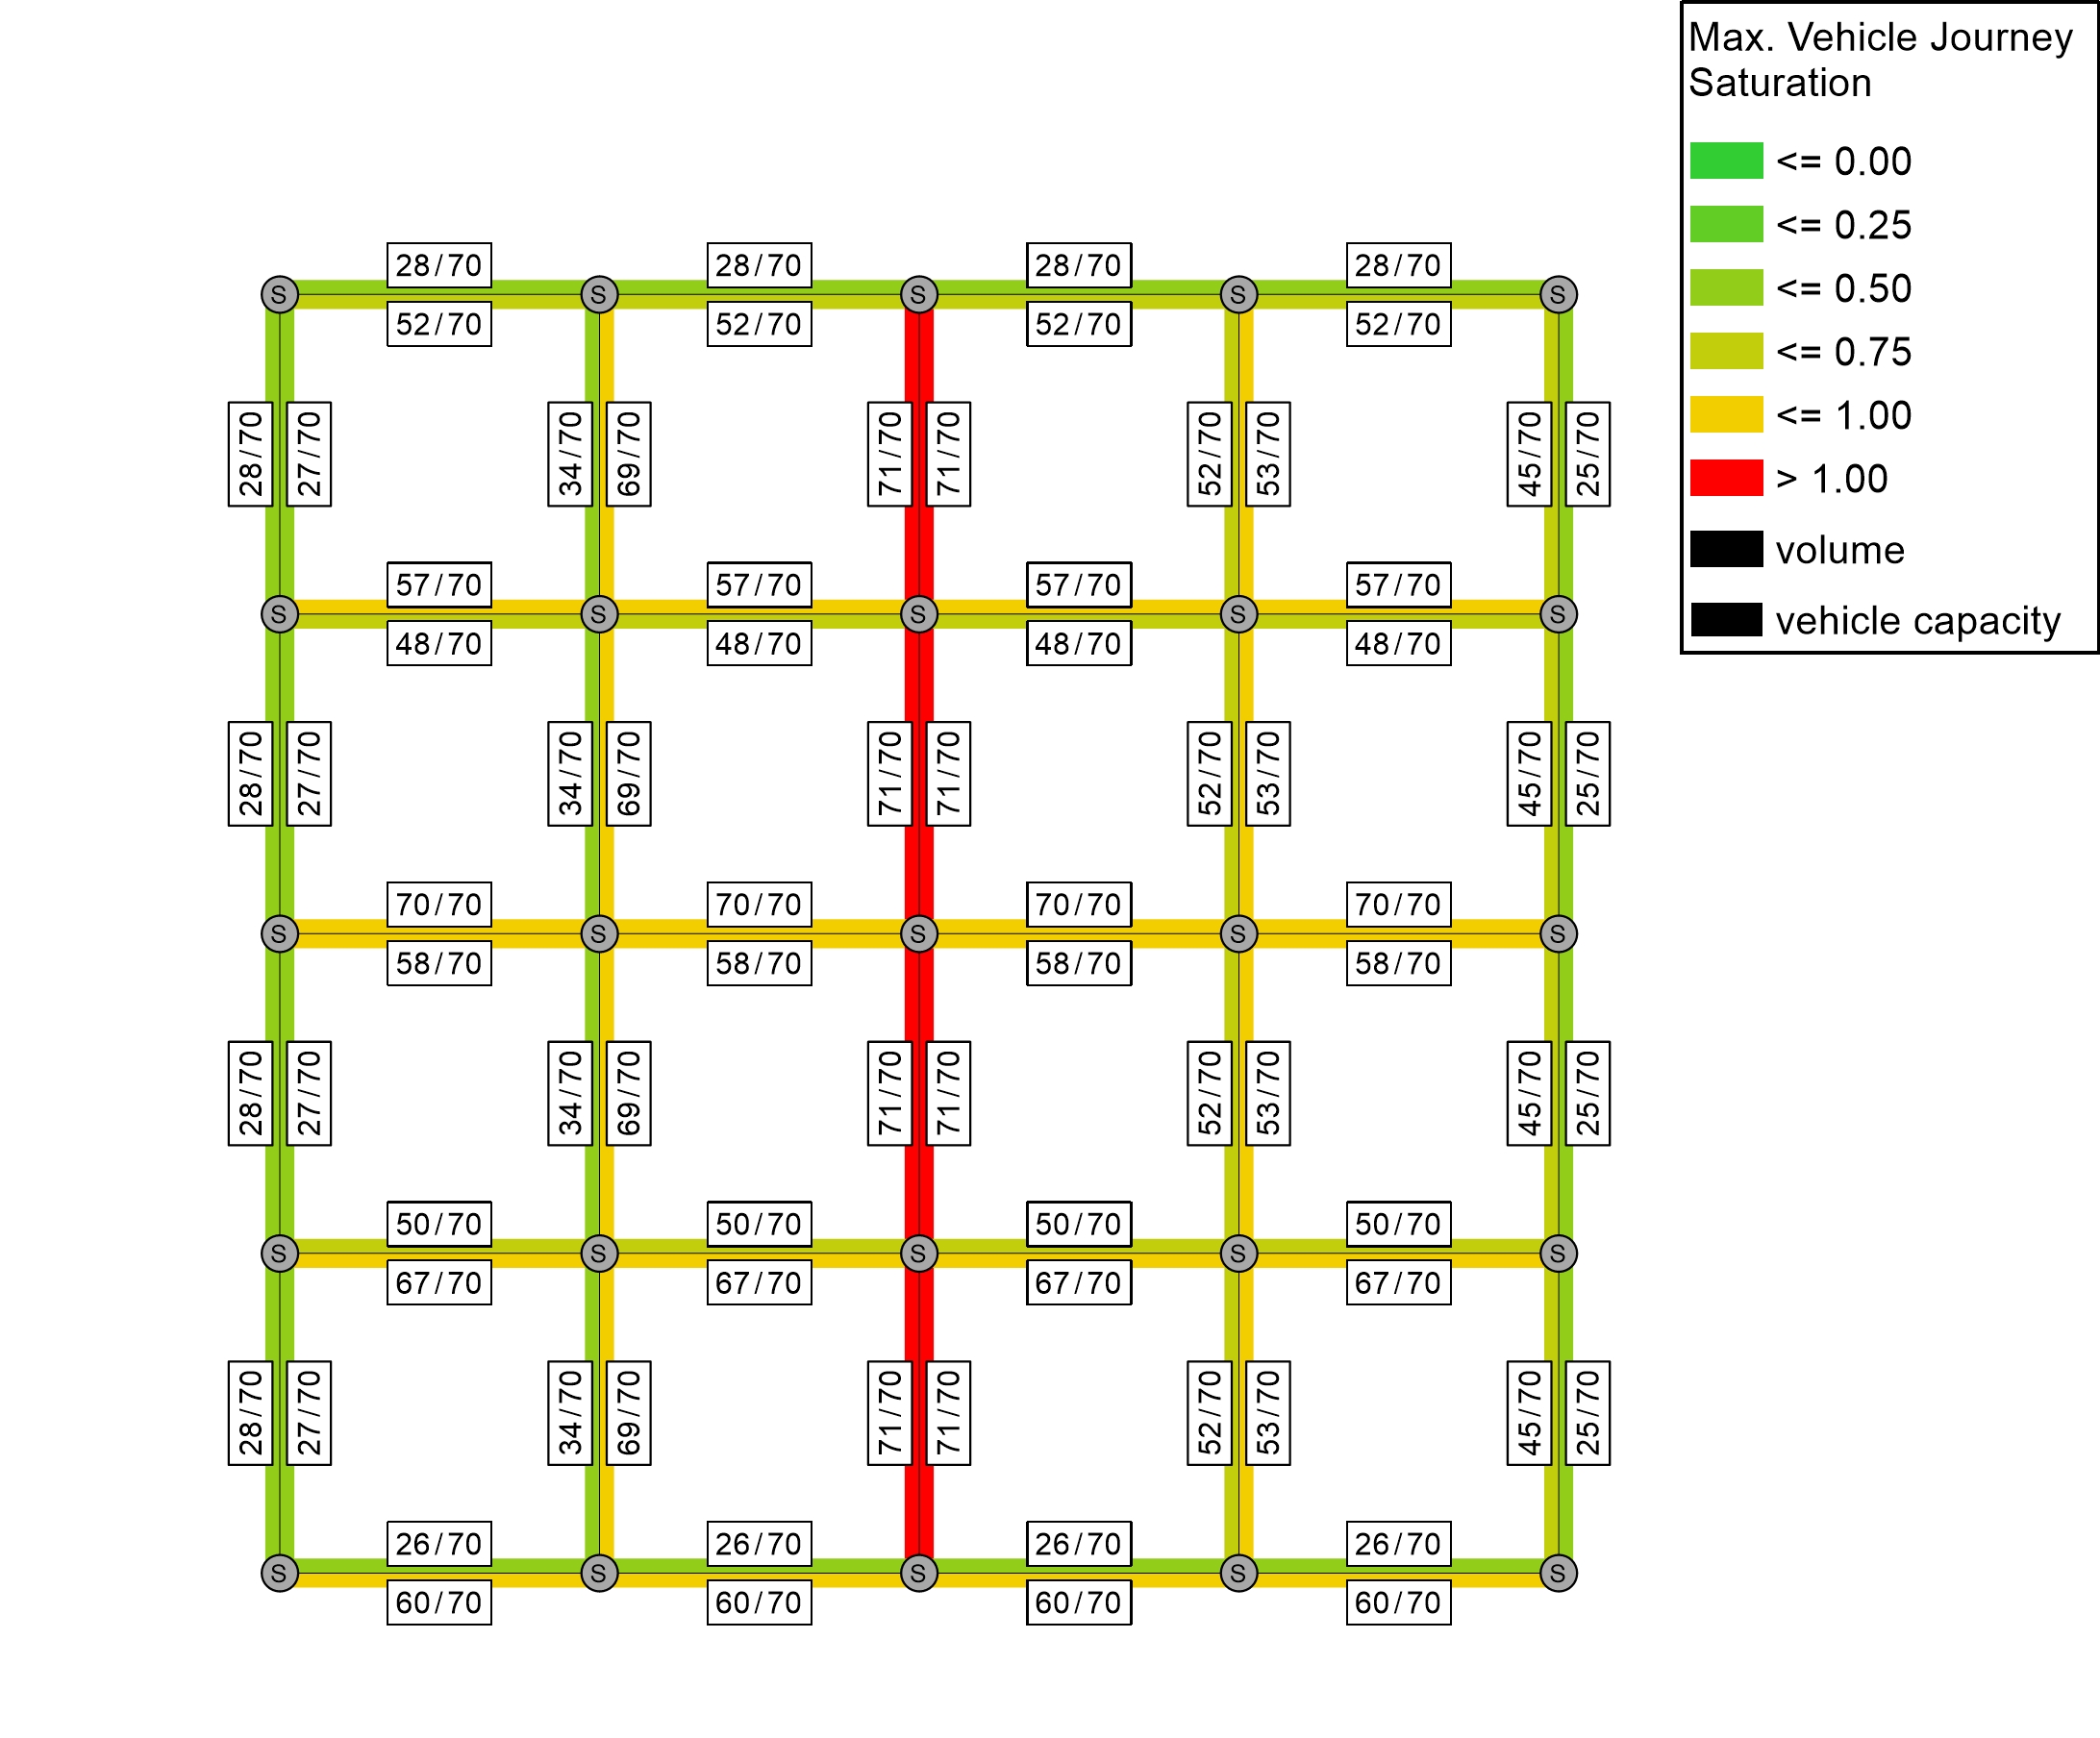 Max. Vehicle Journey
Saturation
<= 0.00
<= 0.25
<= 0.50
<= 0.75
<= 1.00
> 1.00
volume
vehicle capacity
28/70 28/70 28/70 28/70
S S S S S
52/70 52/70 52/70 52/70
28/70 27/70 34/70 69/70 71/70 71/70 52/70 53/70 45/70 25/70
57/70 57/70 57/70 57/70
S S S S S
48/70 48/70 48/70 48/70
28/70 27/70 34/70 69/70 71/70 71/70 52/70 53/70 45/70 25/70
70/70 70/70 70/70 70/70
S S S S S
58/70 58/70 58/70 58/70
28/70 27/70 34/70 69/70 71/70 71/70 52/70 53/70 45/70 25/70
50/70 50/70 50/70 50/70
S S S S S
67/70 67/70 67/70 67/70
28/70 27/70 34/70 69/70 71/70 71/70 52/70 53/70 45/70 25/70
26/70 26/70 26/70 26/70
S S S S S
60/70 60/70 60/70 60/70